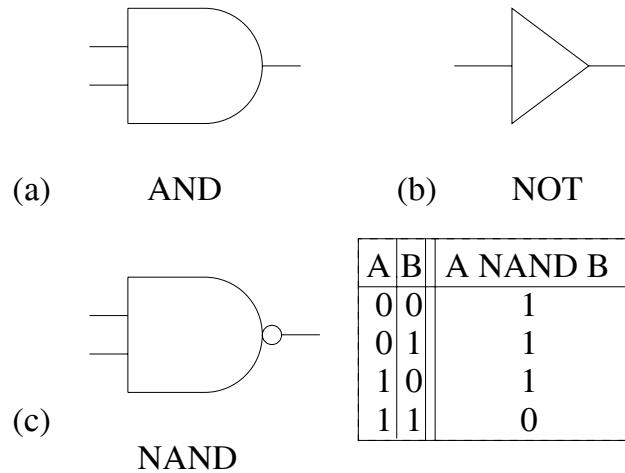 (a) AND
(b) NOT
A B A NAND B
0 0 1
0 1 1
1 0 1
1 1 0
(c) NAND